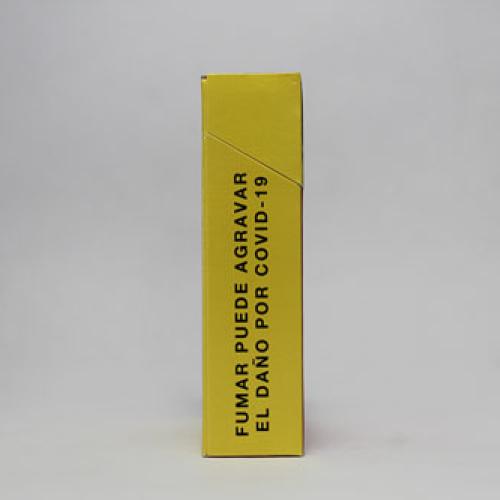 FUMAR PUEDE AGRAVAR
EL DAÑO POR COVID-19